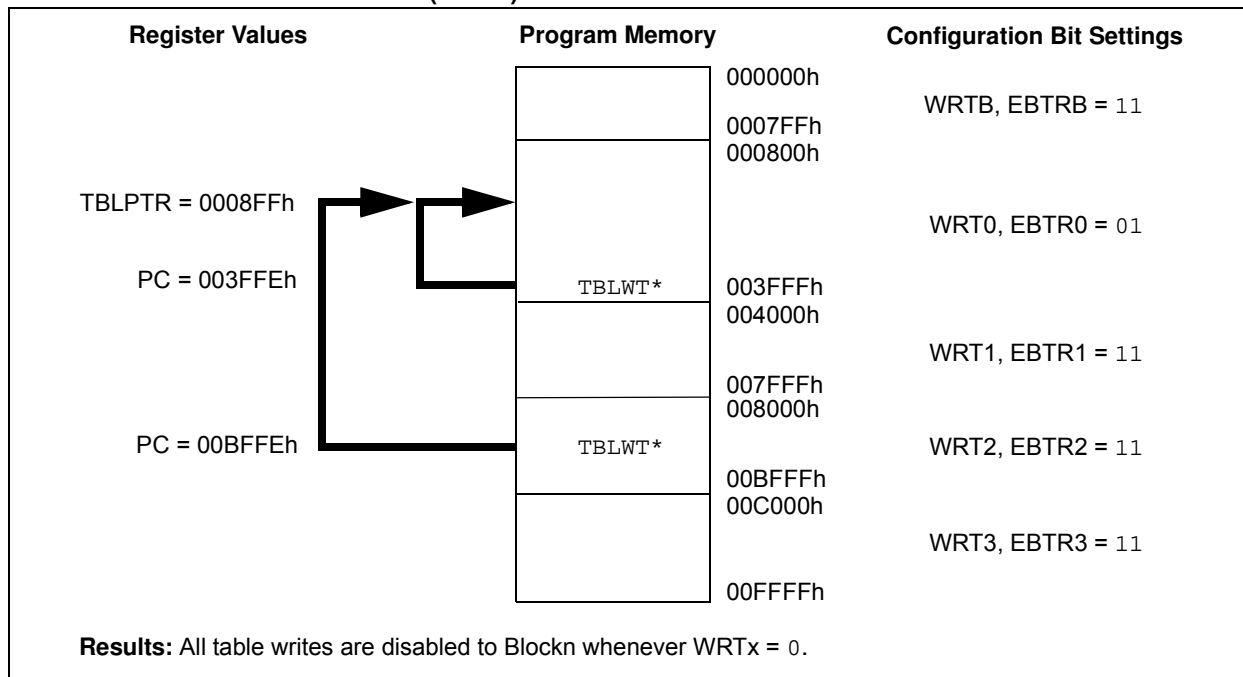 Register Values Program Memory Configuration Bit Settings
000000h
WRTB, EBTRB = 11
0007FFh
000800h
TBLPTR = 0008FFh
WRT0, EBTR0 = 01
PC = 003FFEh TBLWT* 003FFFh
004000h
WRT1, EBTR1 = 11
007FFFh
008000h
PC = 00BFFEh TBLWT* WRT2, EBTR2 = 11
00BFFFh
00C000h
WRT3, EBTR3 = 11
00FFFFh
Results: All table writes are disabled to Blockn whenever WRTx = 0.